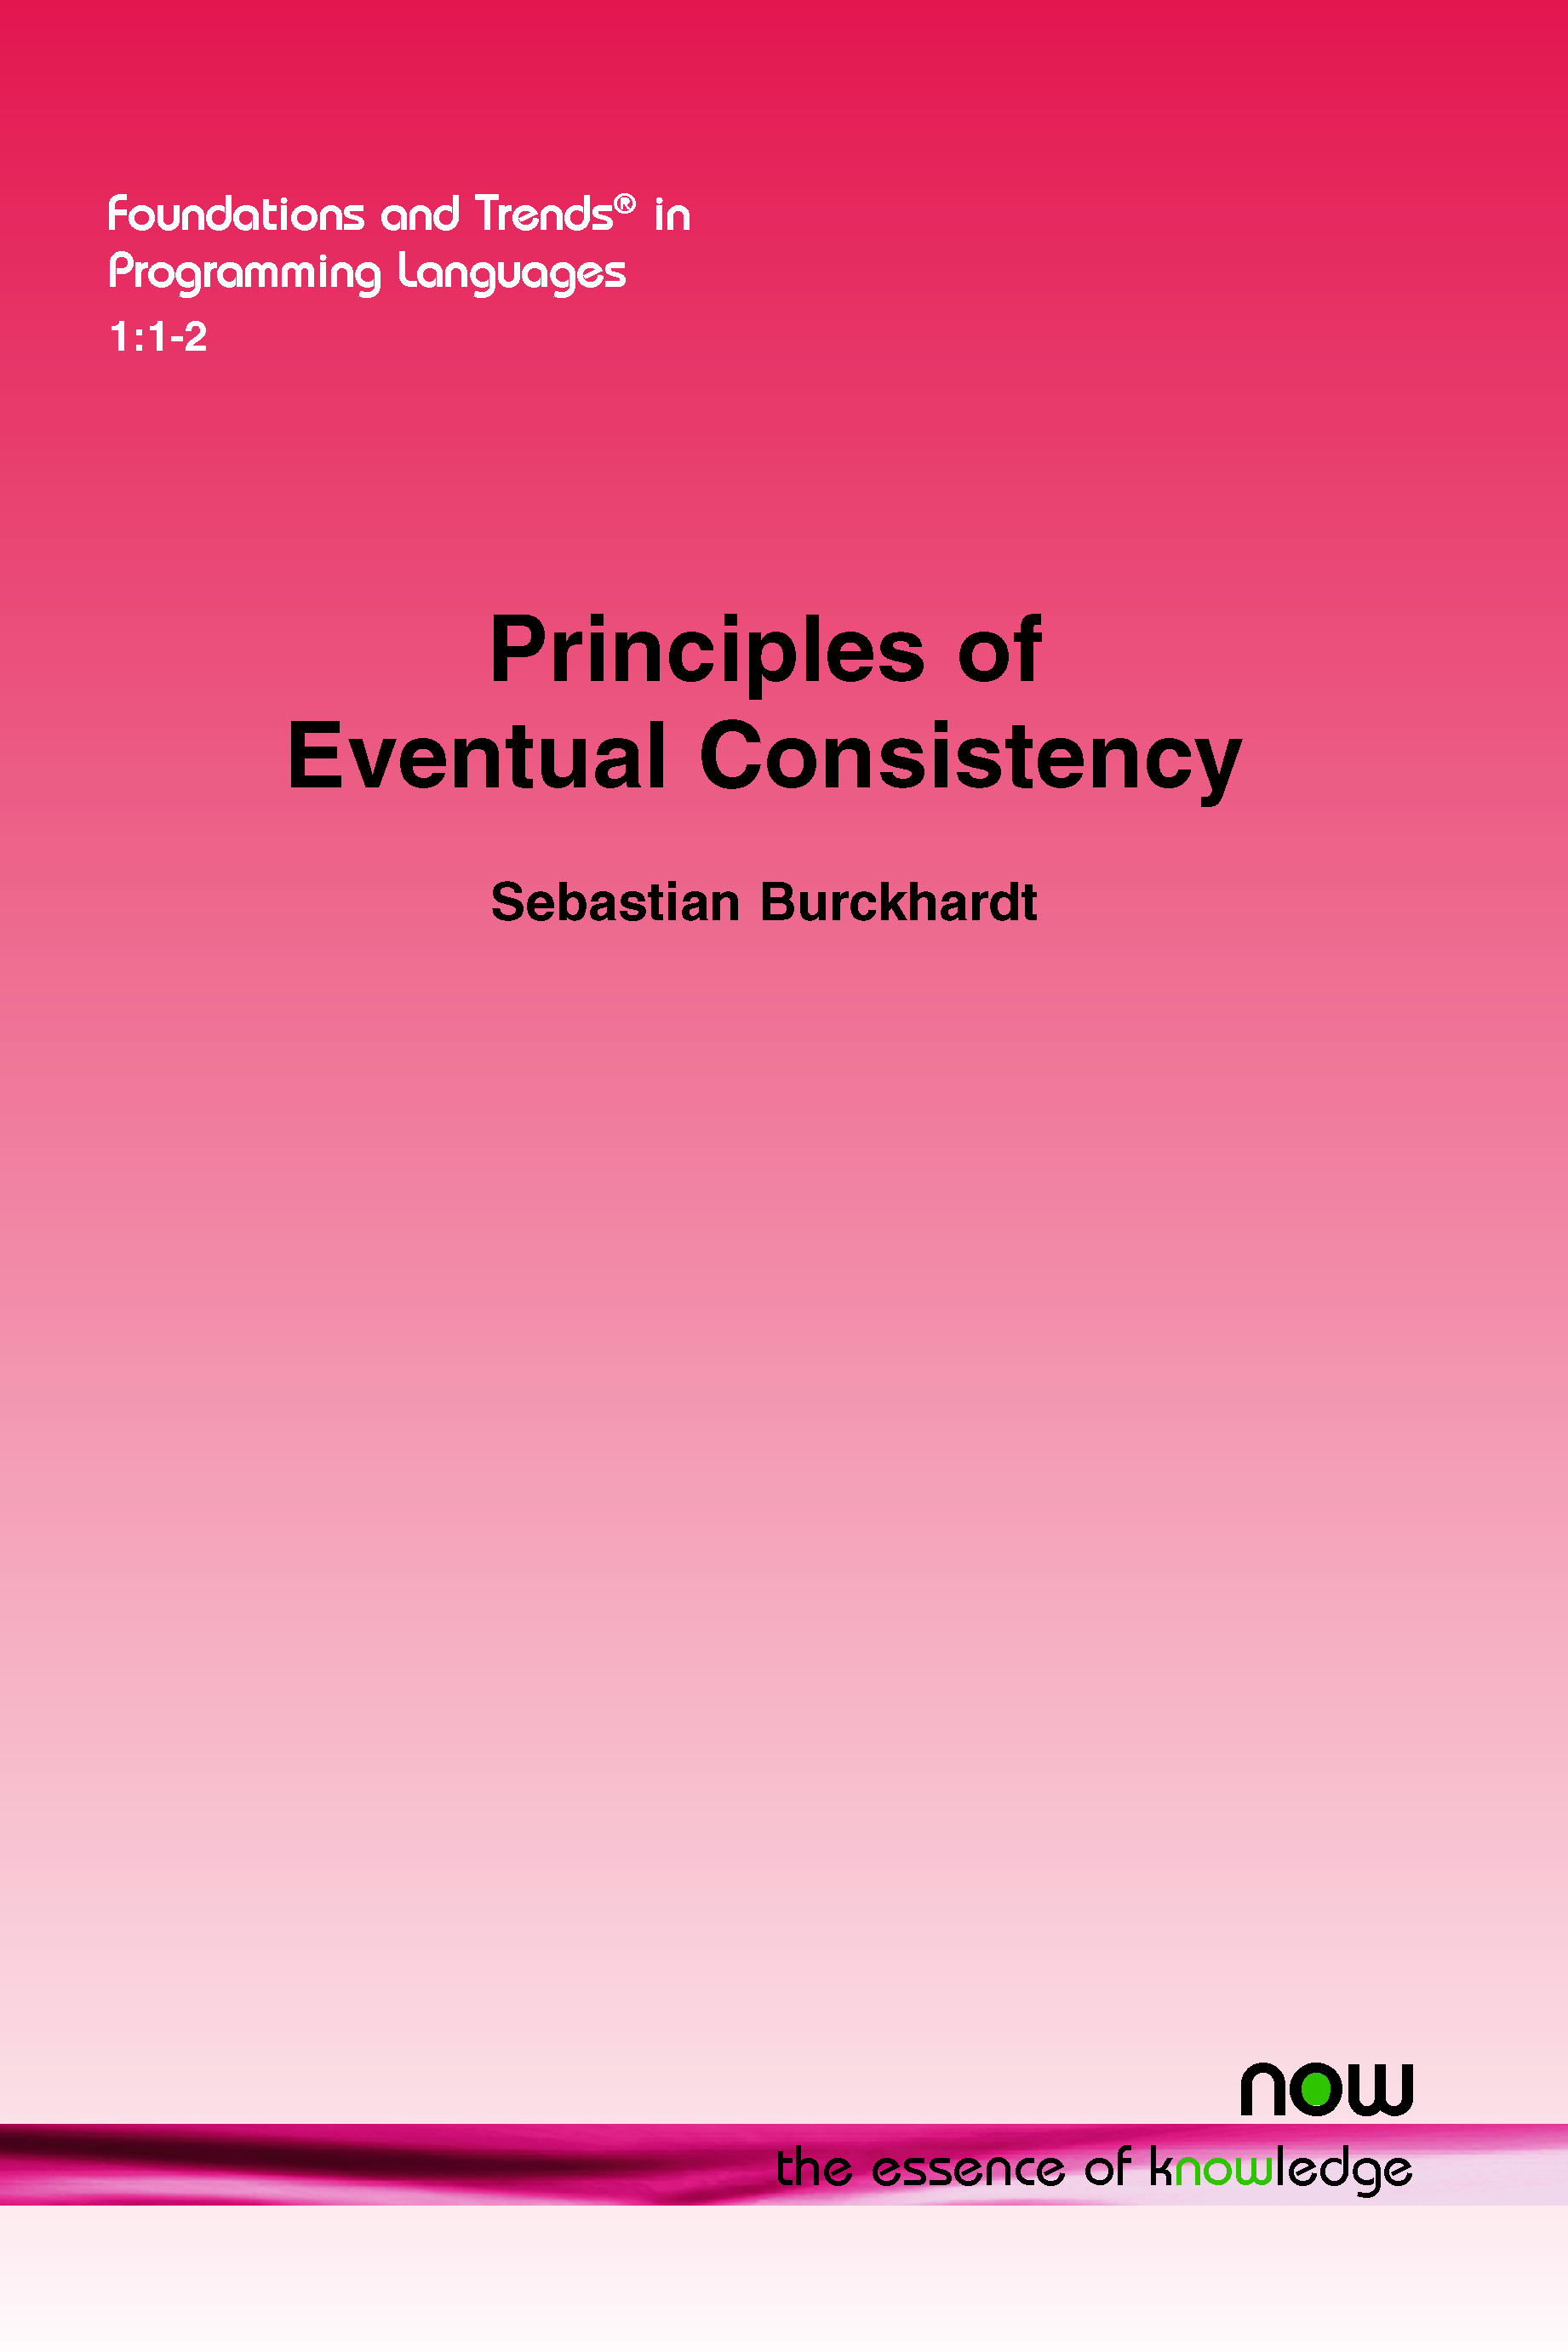 Foundations and Trends® in
Programming Languages
1:1-2
Principles of
Eventual Consistency
Sebastian Burckhardt
now
the essence of knowledge